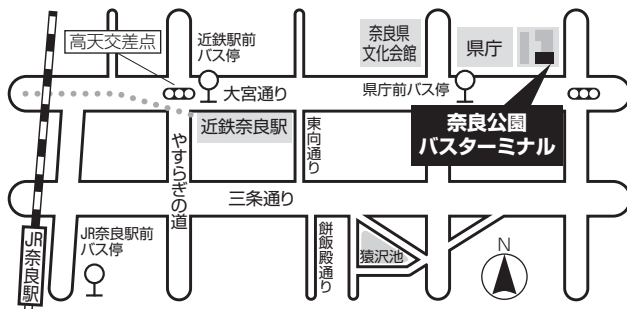 高天交差点
近鉄駅前
バス停
奈良県
文化会館
県庁
大宮通り
県庁前バス停
奈良公園
バスターミナル
近鉄奈良駅
東向通り
やすらぎの道
三条通り
JR奈良駅前
バス停
JR奈良駅
餅飯殿通り
猿沢池
N